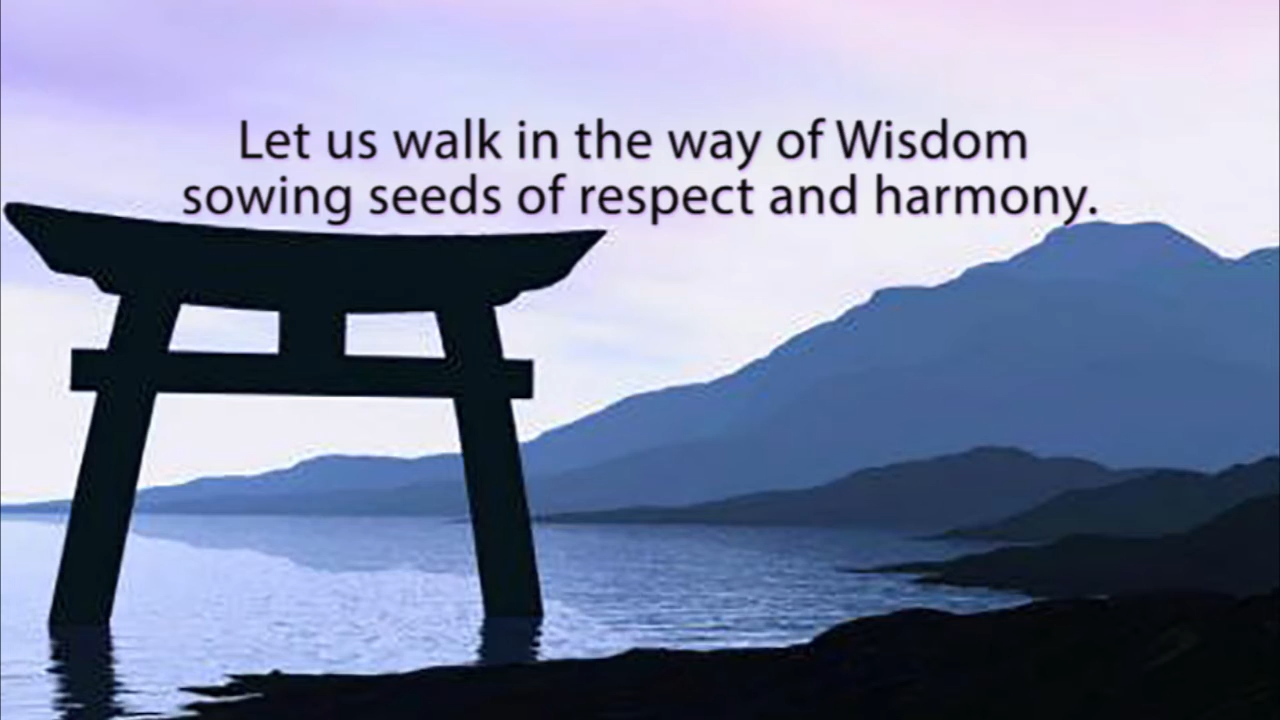 Let us walk in the way of Wisdom
sowing seeds of respect and harmony.